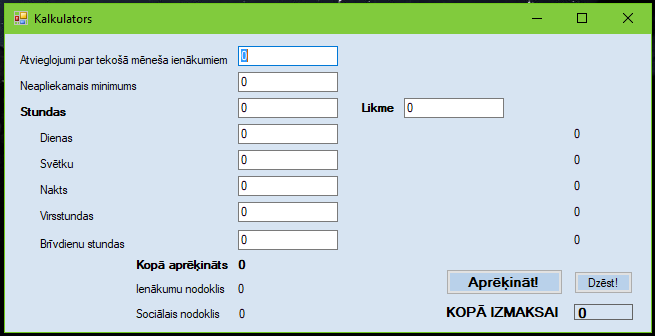 Kalkulators
Atvieglojumi par tekošā mēneša ienākumiem 0
Neapliekamais minimums 0
Stundas 0 Likme 0
Dienas 0 0
Svētku 0 0
Nakts 0 0
Virsstundas 0 0
Brīvdienu stundas 0 0
Kopā aprēķināts 0
Aprēķināt! Dzēst!
Ienākumu nodoklis 0
Sociālais nodoklis 0 KOPĀ IZMAKSAI 0